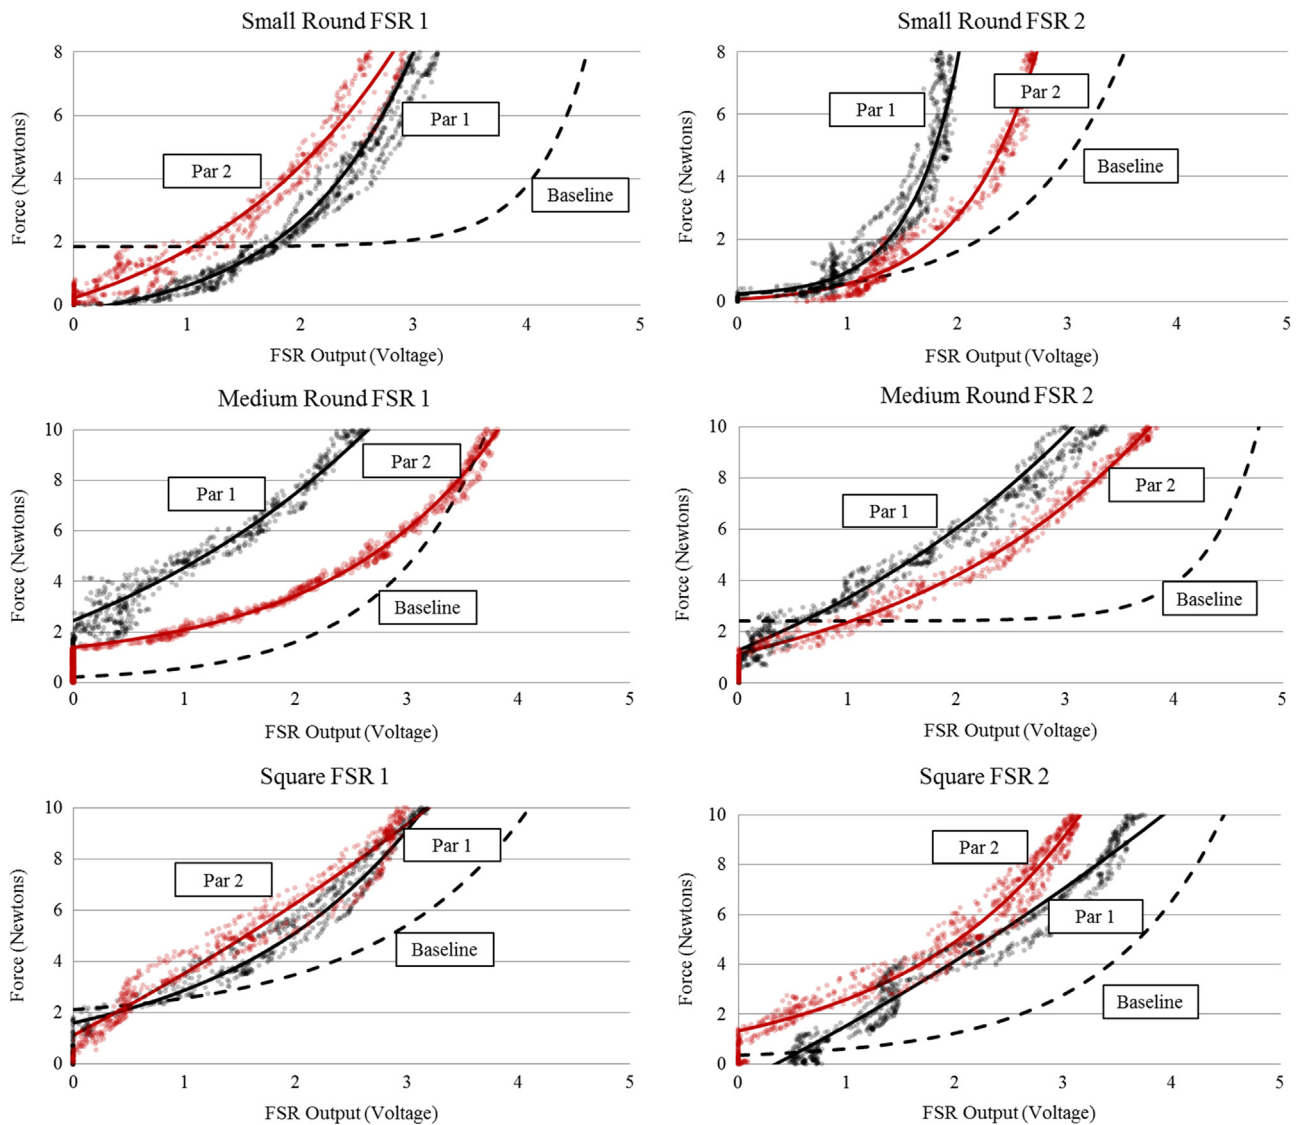 Small Round FSR 1
8
6
4
2
0
0 1 2 3 4 5
Force (Newtons)
FSR Output (Voltage)
Par 1
Par 2
Baseline
Small Round FSR 2
8
6
4
2
0
0 1 2 3 4 5
Force (Newtons)
FSR Output (Voltage)
Par 1
Par 2
Baseline
Medium Round FSR 1
10
8
6
4
2
0
0 1 2 3 4 5
Force (Newtons)
FSR Output (Voltage)
Par 2
Par 1
Baseline
Medium Round FSR 2
10
8
6
4
2
0
0 1 2 3 4 5
Force (Newtons)
FSR Output (Voltage)
Par 2
Par 1
Baseline
Square FSR 1
10
8
6
4
2
0
0 1 2 3 4 5
Force (Newtons)
FSR Output (Voltage)
Par 1
Par 2
Baseline
Square FSR 2
10
8
6
4
2
0
0 1 2 3 4 5
Force (Newtons)
FSR Output (Voltage)
Par 2
Par 1
Baseline